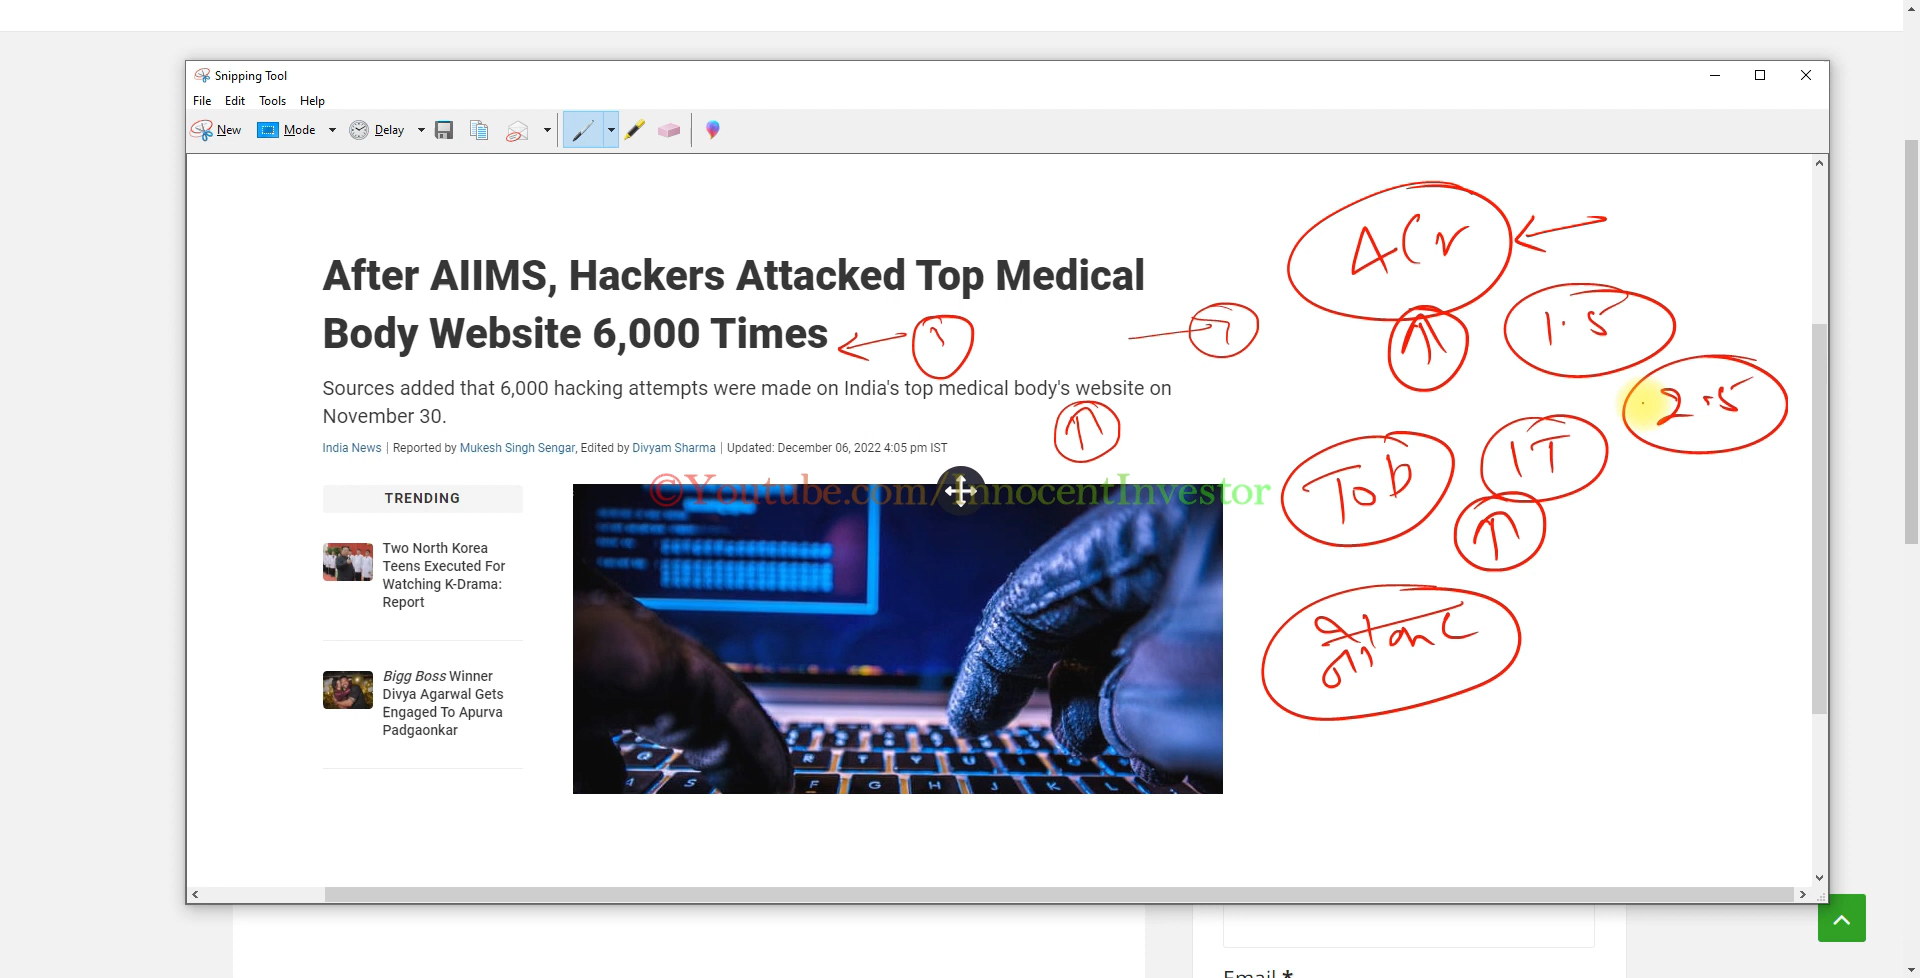 Snipping Tool
File Edit Tools Help
New Mode Delay
After AIIMS, Hackers Attacked Top Medical
Body Website 6,000 Times
Sources added that 6,000 hacking attempts were made on India's top medical body's website on
November 30.
India News | Reported by Mukesh Singh Sengar, Edited by Divyam Sharma | Updated: December 06, 2022 4:05 pm IST
©Youtube.com/InnocentInvestor
TRENDING
Two North Korea
Teens Executed For
Watching K-Drama:
Report
Bigg Boss Winner
Divya Agarwal Gets
Engaged To Apurva
Padgaonkar
1.5
2.5
IT
Email *